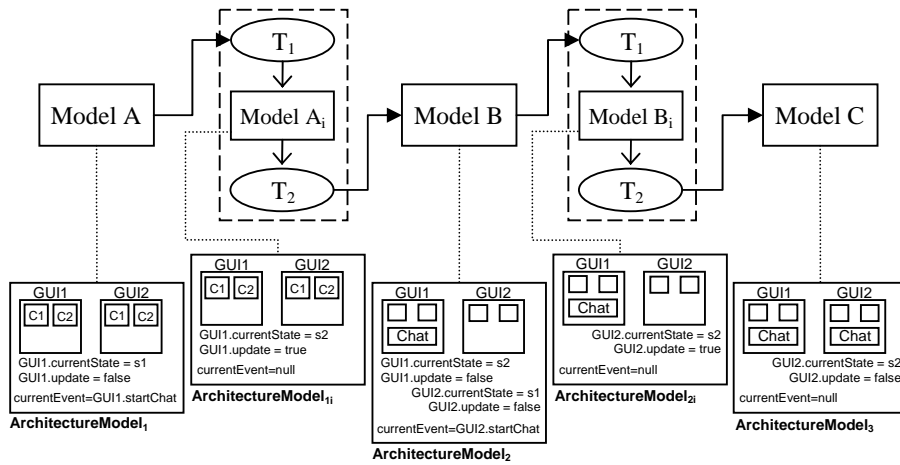 T1
T1
Model A
Model Ai
Model B
Model Bi
Model C
T2
T2
GUI1 GUI2
C1 C2 C1 C2
GUI1.currentState = s1
GUI1.update = false
currentEvent=GUI1.startChat
ArchitectureModel1
GUI1 GUI2
C1 C2 C1 C2
GUI1.currentState = s2
GUI1.update = true
currentEvent=null
ArchitectureModel1i
GUI1 GUI2
Chat
GUI1.currentState = s2
GUI1.update = false
GUI2.currentState = s1
GUI2.update = false
currentEvent=GUI2.startChat
ArchitectureModel2
GUI1 GUI2
Chat
GUI2.currentState = s2
GUI2.update = true
currentEvent=null
ArchitectureModel2i
GUI1 GUI2
Chat Chat
GUI2.currentState = s2
GUI2.update = false
currentEvent=null
ArchitectureModel3